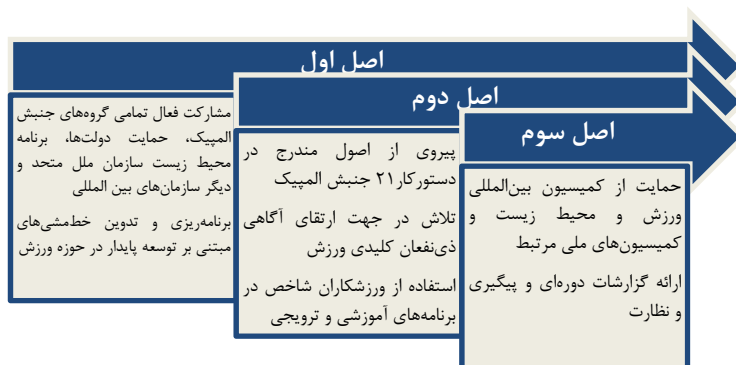 اصل اول
مشارکت فعال تمامی گروه‌های جنبش
المپیک، حمایت دولت‌ها، برنامه
محیط زیست سازمان ملل متحد و
دیگر سازمان‌های بین المللی
برنامه‌ریزی و تدوین خط‌مشی‌های
مبتنی بر توسعه پایدار در حوزه ورزش
اصل دوم
پیروی از اصول مندرج در
دستورکار۲۱ جنبش المپیک
تلاش در جهت ارتقای آگاهی
ذی‌نفعان کلیدی ورزش
استفاده از ورزشکاران شاخص در
برنامه‌های آموزشی و ترویجی
اصل سوم
حمایت از کمیسیون بین‌المللی
ورزش و محیط زیست و
کمیسیون‌های ملی مرتبط
ارائه گزارشات دوره‌ای و پیگیری
و نظارت